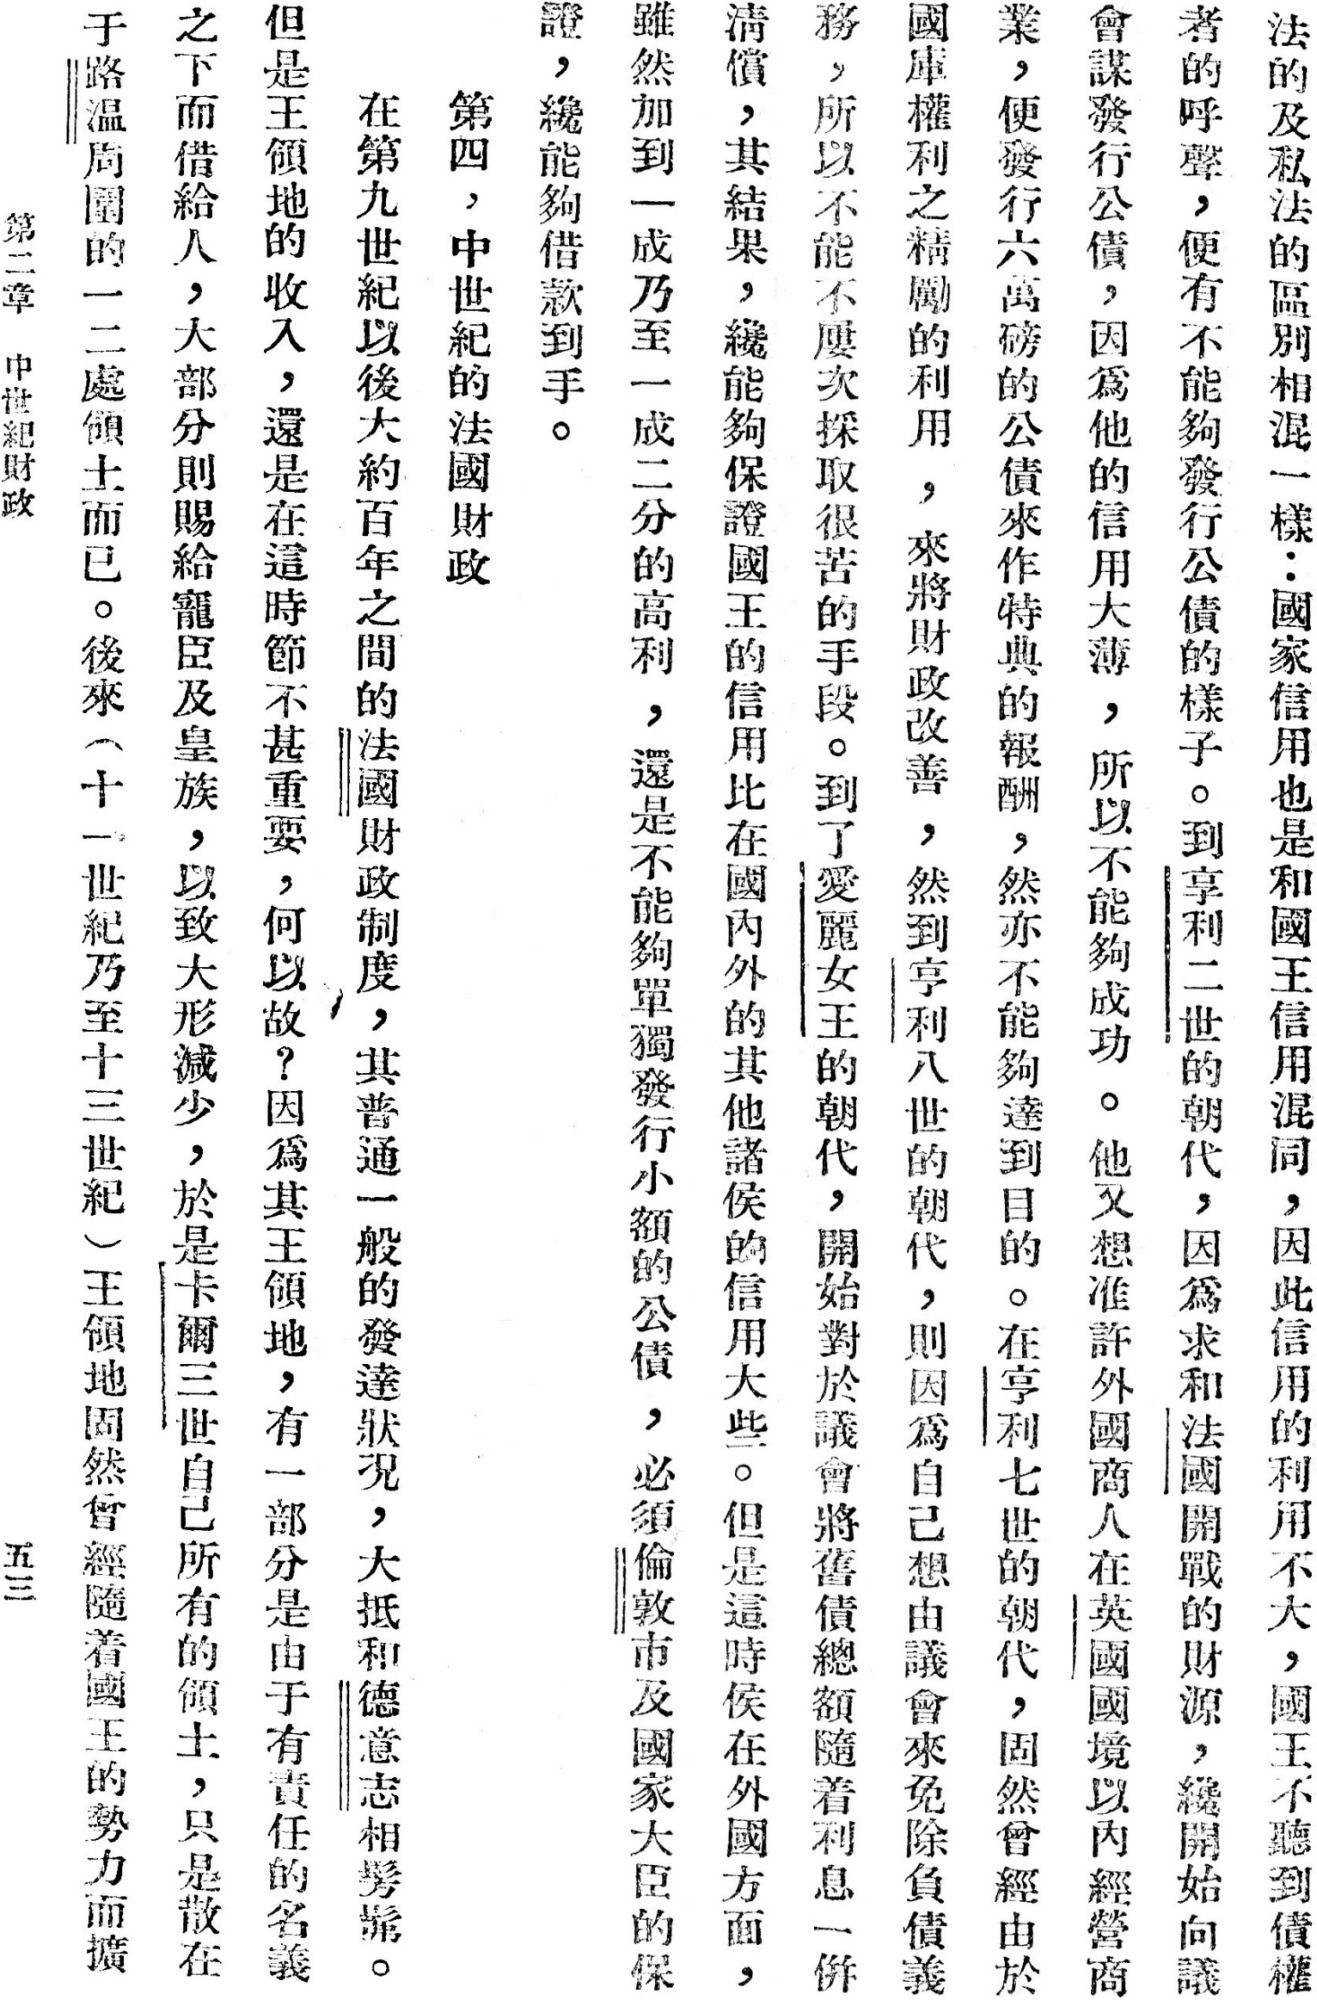 法的及私法的區別相混一樣：國家信用也是和國王信用混同，因此信用的利用不大，國王不聽到債權
者的呼聲，便有不能夠發行公債的樣子。到享利二世的朝代，因爲求和法國開戰的財源，纔開始向議
會謀發行公債，因爲他的信用大薄，所以不能夠成功。他又想准許外國商人在英國國境以內經營商
業，便發行六萬磅的公債來作特典的報酬，然亦不能夠達到目的。在亨利七世的朝代，固然曾經由於
國庫權利之精勵的利用，來將財政改善，然到亨利八世的朝代，則因爲自己想由議會來免除負債義
務，所以不能不屢次採取很苦的手段。到了愛麗女王的朝代，開始對於議會將舊債總額隨着利息一併
清償，其結果，纔能夠保證國王的信用比在國內外的其他諸侯的信用大些。但是這時侯在外國方面，
雖然加到一成乃至一成二分的高利，還是不能夠單獨發行小額的公債，必須倫敦市及國家大臣的保
證，纔能夠借款到手。
第四，中世紀的法國財政
在第九世紀以後大約百年之間的法國財政制度，其普通一般的發達狀況，大抵和德意志相髣髴。
但是王領地的收入，還是在這時節不甚重要，何以故？因爲其王領地，有一部分是由于有責任的名義
之下而借給人，大部分則賜給寵臣及皇族，以致大形減少，於是卡爾三世自己所有的領土，只是散在
于路温周圍的一二處領土而已。後來（十一世紀乃至十三世紀）王領地固然曾經隨着國王的勢力而擴
第二章　中世紀財政　五三